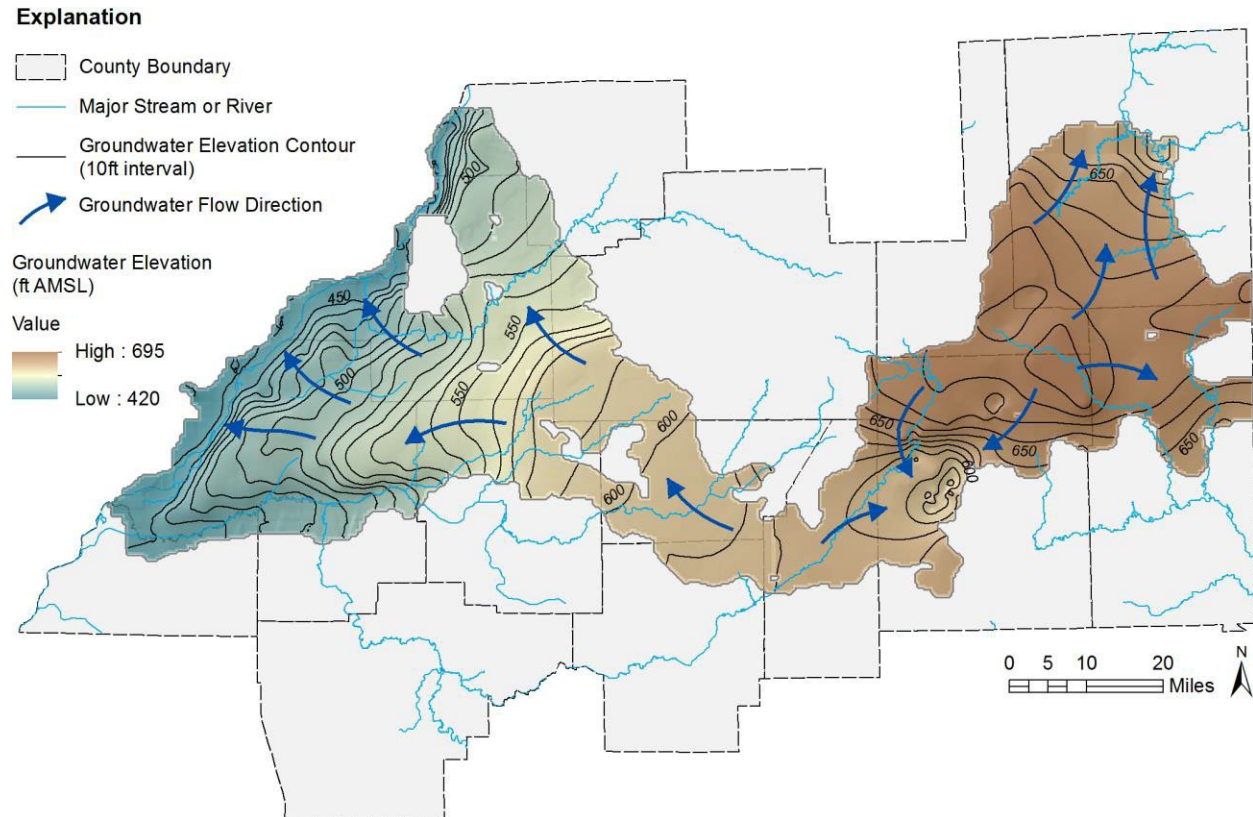 Explanation
County Boundary
Major Stream or River
Groundwater Elevation Contour
(10ft interval)
Groundwater Flow Direction
Groundwater Elevation
(ft AMSL)
Value
High : 695
Low : 420
500
450
500
550
550
600
600
650
650
600
650
650
0 5 10 20
Miles
N